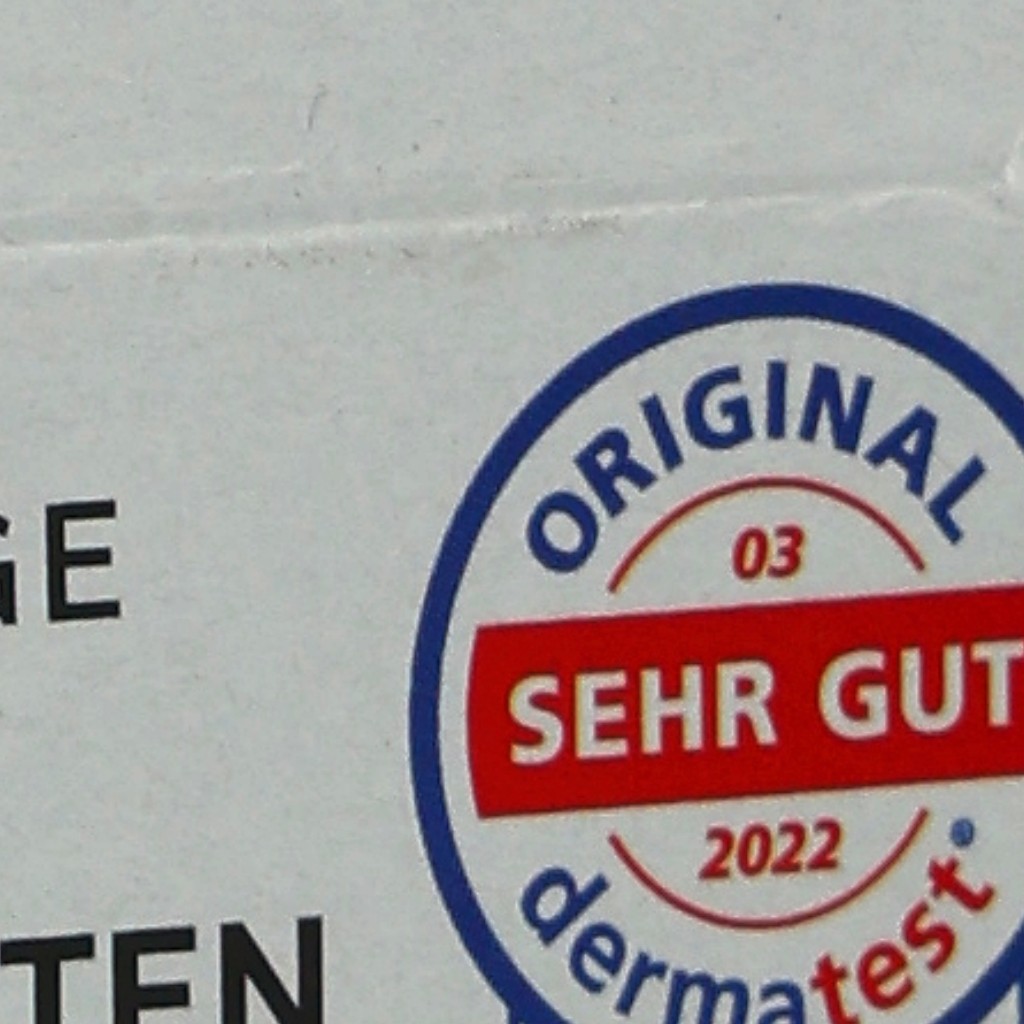 GE
TEN
ORIGINAL
03
SEHR GUT
2022
dermatest®